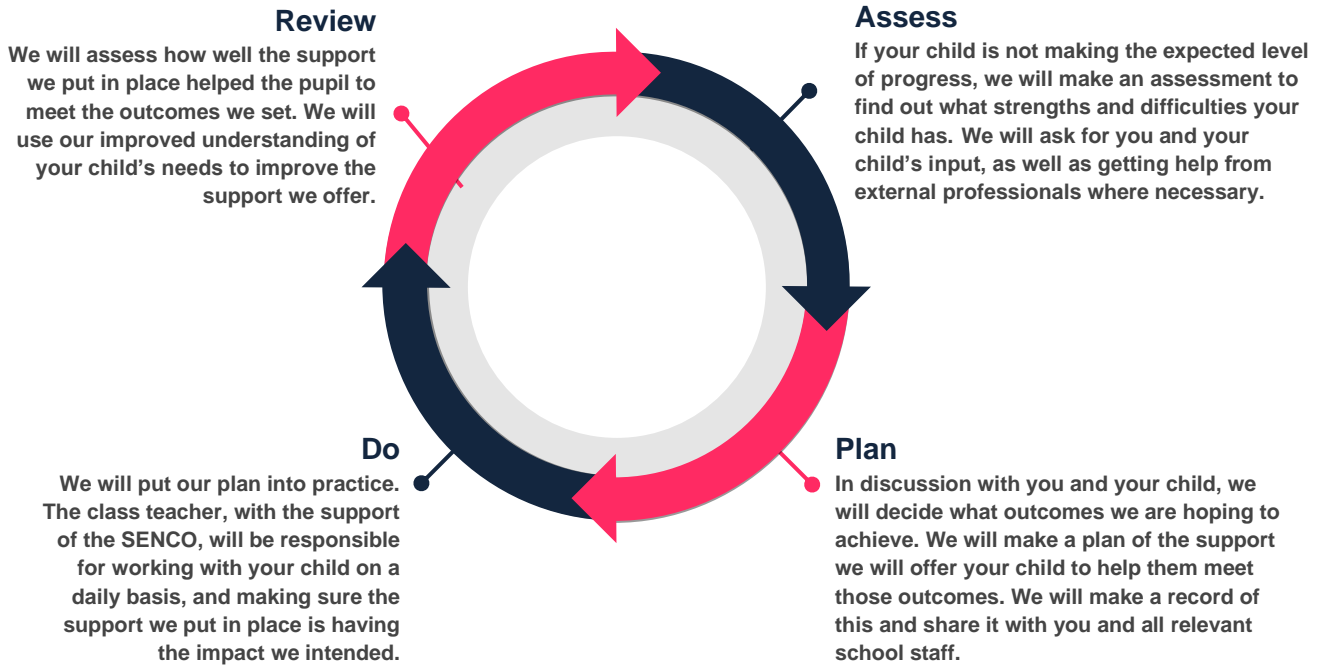 Review
We will assess how well the support
we put in place helped the pupil to
meet the outcomes we set. We will
use our improved understanding of
your child’s needs to improve the
support we offer.
Assess
If your child is not making the expected level
of progress, we will make an assessment to
find out what strengths and difficulties your
child has. We will ask for you and your
child’s input, as well as getting help from
external professionals where necessary.
Do
We will put our plan into practice.
The class teacher, with the support
of the SENCO, will be responsible
for working with your child on a
daily basis, and making sure the
support we put in place is having
the impact we intended.
Plan
In discussion with you and your child, we
will decide what outcomes we are hoping to
achieve. We will make a plan of the support
we will offer your child to help them meet
those outcomes. We will make a record of
this and share it with you and all relevant
school staff.